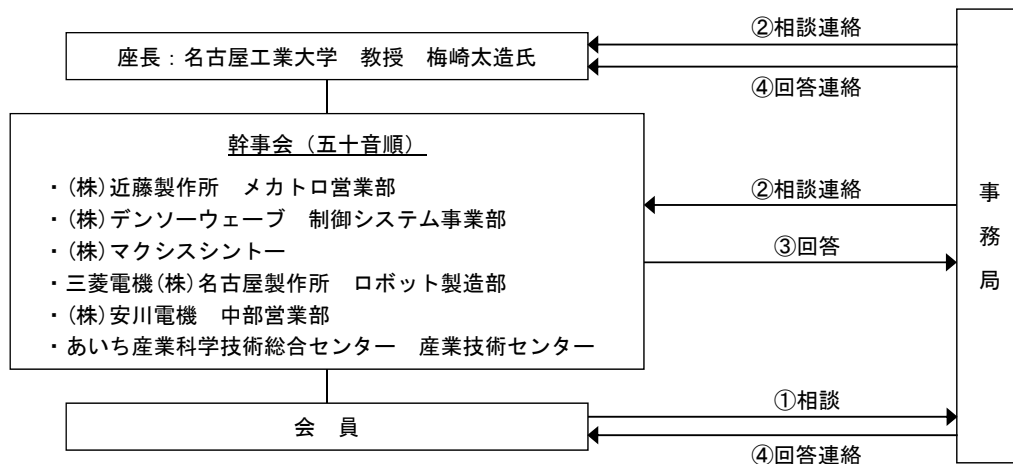 ②相談連絡
座長：名古屋工業大学　教授　梅崎太造氏
④回答連絡
幹事会（五十音順）
・(株)近藤製作所　メカトロ営業部
②相談連絡
・(株)デンソーウェーブ　制御システム事業部
・(株)マクシスシントー
③回答
・三菱電機(株)名古屋製作所　ロボット製造部
・(株)安川電機　中部営業部
・あいち産業科学技術総合センター　産業技術センター
事務局
①相談
会　員
④回答連絡